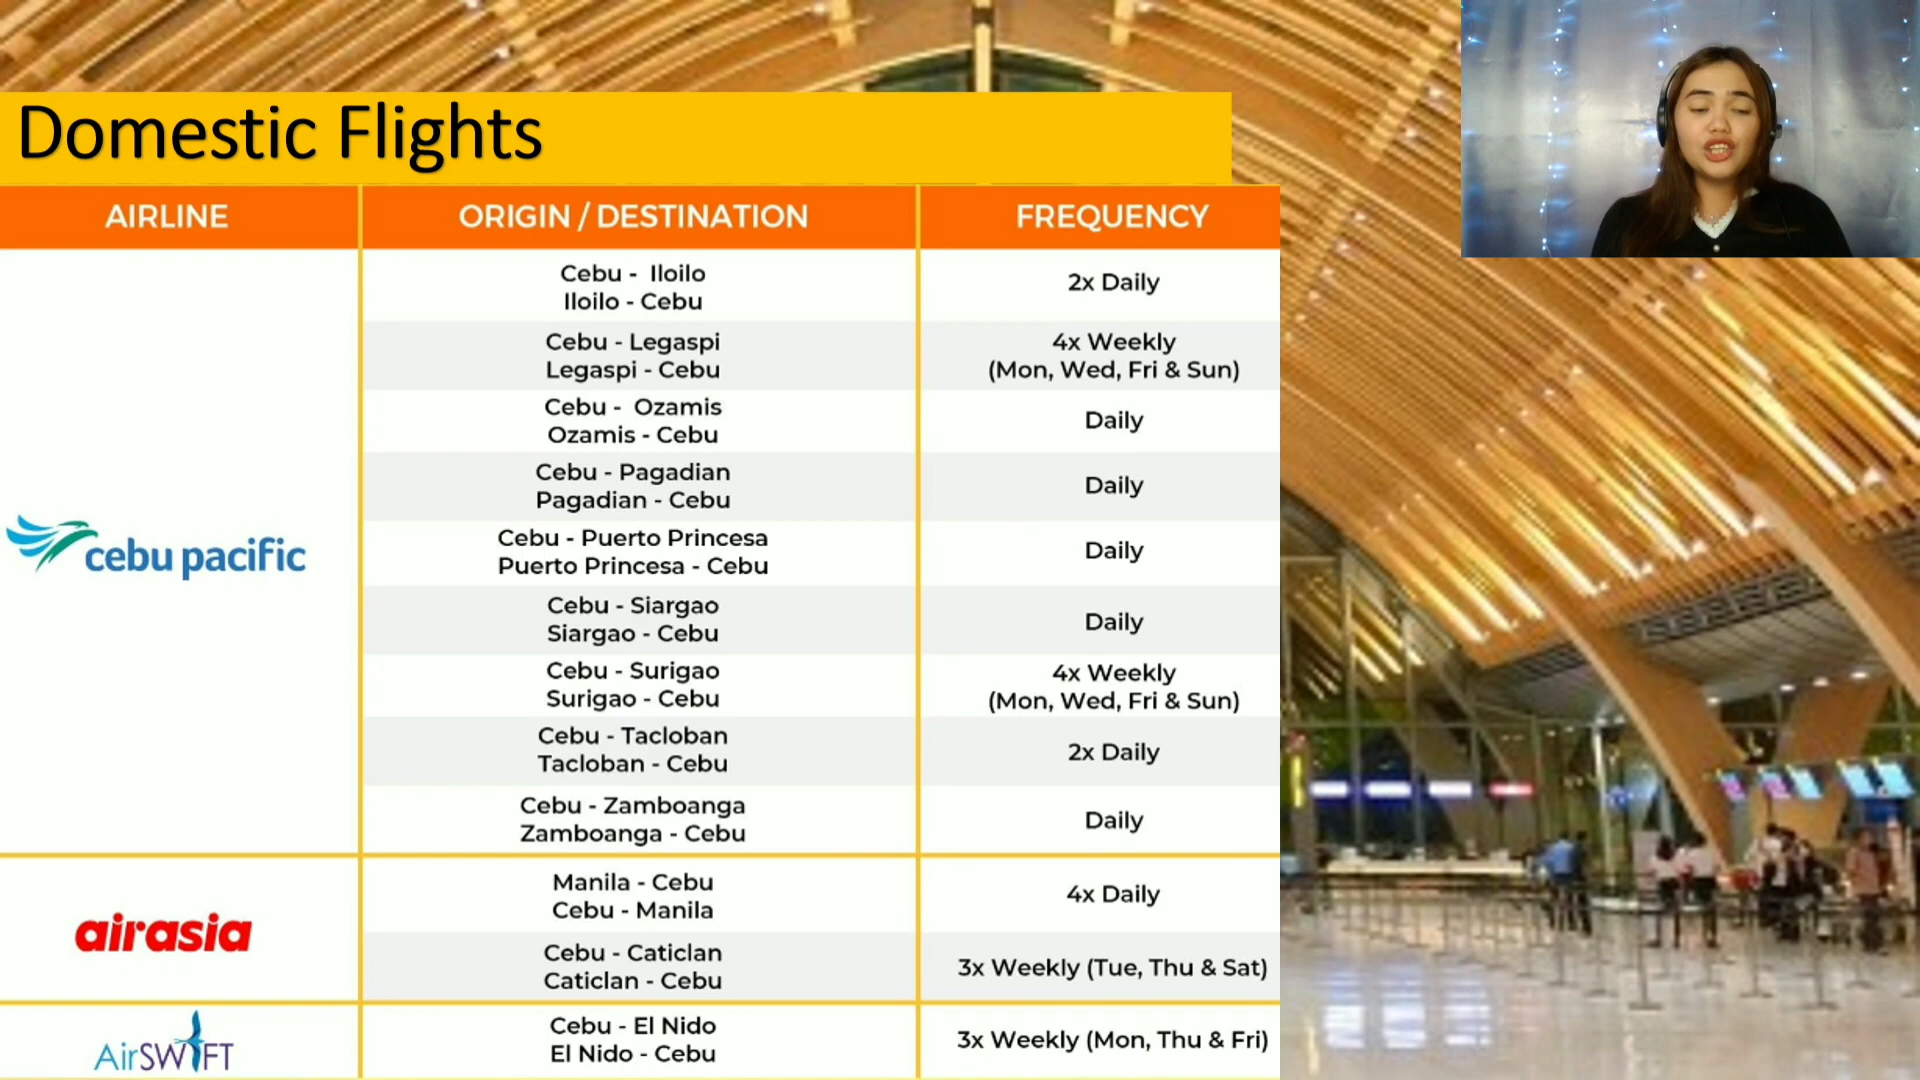 Domestic Flights
AIRLINE
ORIGIN / DESTINATION
FREQUENCY
cebu pacific
Cebu - Iloilo
Iloilo - Cebu
2x Daily
Cebu - Legaspi
Legaspi - Cebu
4x Weekly
(Mon, Wed, Fri & Sun)
Cebu - Ozamis
Ozamis - Cebu
Daily
Cebu - Pagadian
Pagadian - Cebu
Daily
Cebu - Puerto Princesa
Puerto Princesa - Cebu
Daily
Cebu - Siargao
Siargao - Cebu
Daily
Cebu - Surigao
Surigao - Cebu
4x Weekly
(Mon, Wed, Fri & Sun)
Cebu - Tacloban
Tacloban - Cebu
2x Daily
Cebu - Zamboanga
Zamboanga - Cebu
Daily
airasia
Manila - Cebu
Cebu - Manila
4x Daily
Cebu - Caticlan
Caticlan - Cebu
3x Weekly (Tue, Thu & Sat)
AirSWIFT
Cebu - El Nido
El Nido - Cebu
3x Weekly (Mon, Thu & Fri)